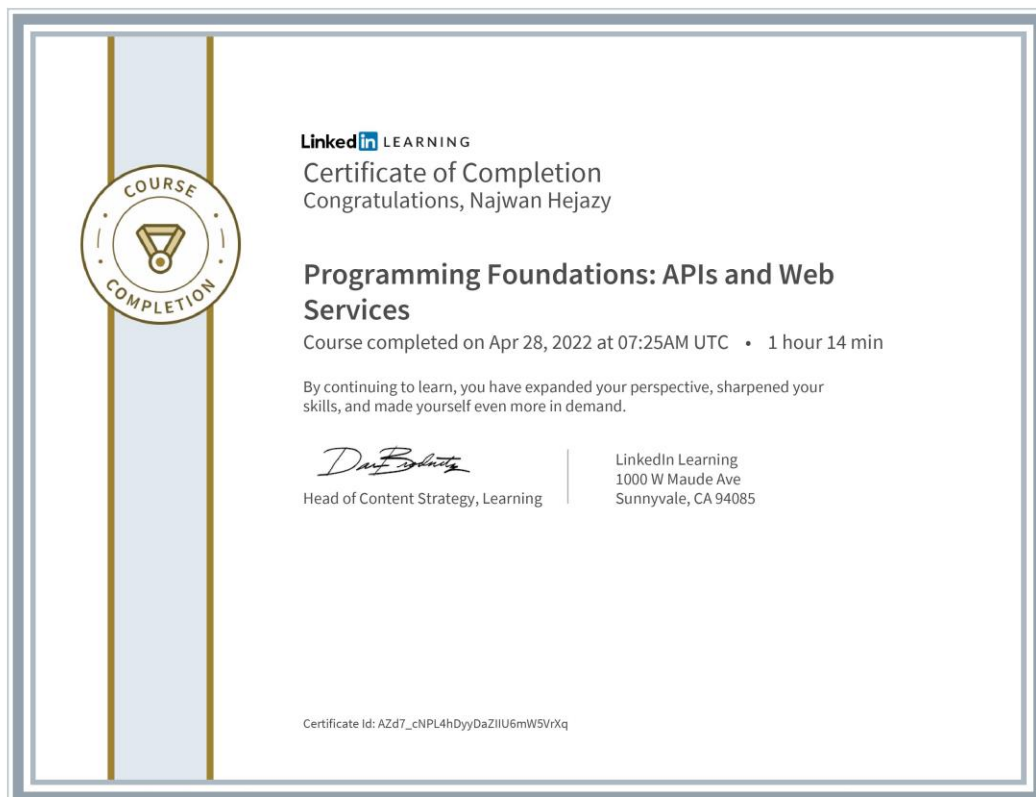 LinkedIn LEARNING
Certificate of Completion
Congratulations, Najwan Hejazy
COURSE
COMPLETION
Programming Foundations: APIs and Web
Services
Course completed on Apr 28, 2022 at 07:25AM UTC • 1 hour 14 min
By continuing to learn, you have expanded your perspective, sharpened your
skills, and made yourself even more in demand.
Head of Content Strategy, Learning
LinkedIn Learning
1000 W Maude Ave
Sunnyvale, CA 94085
Certificate Id: AZd7_cNPL4hDyyDaZIIU6mW5VrXq